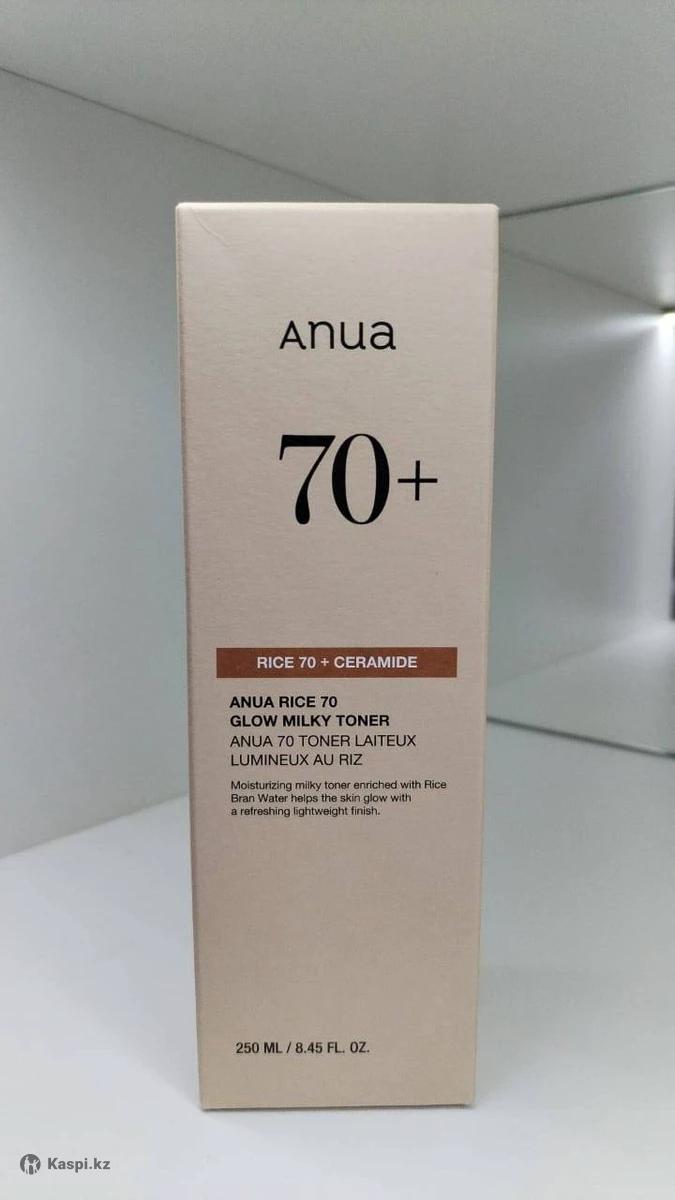 Anua
70+
RICE 70 + CERAMIDE
ANUA RICE 70
GLOW MILKY TONER
ANUA 70 TONER LAITEUX
LUMINEUX AU RIZ
Moisturizing milky toner enriched with Rice
Bran Water helps the skin glow with
a refreshing lightweight finish.
250 ML / 8.45 FL. OZ.
Kaspi.kz